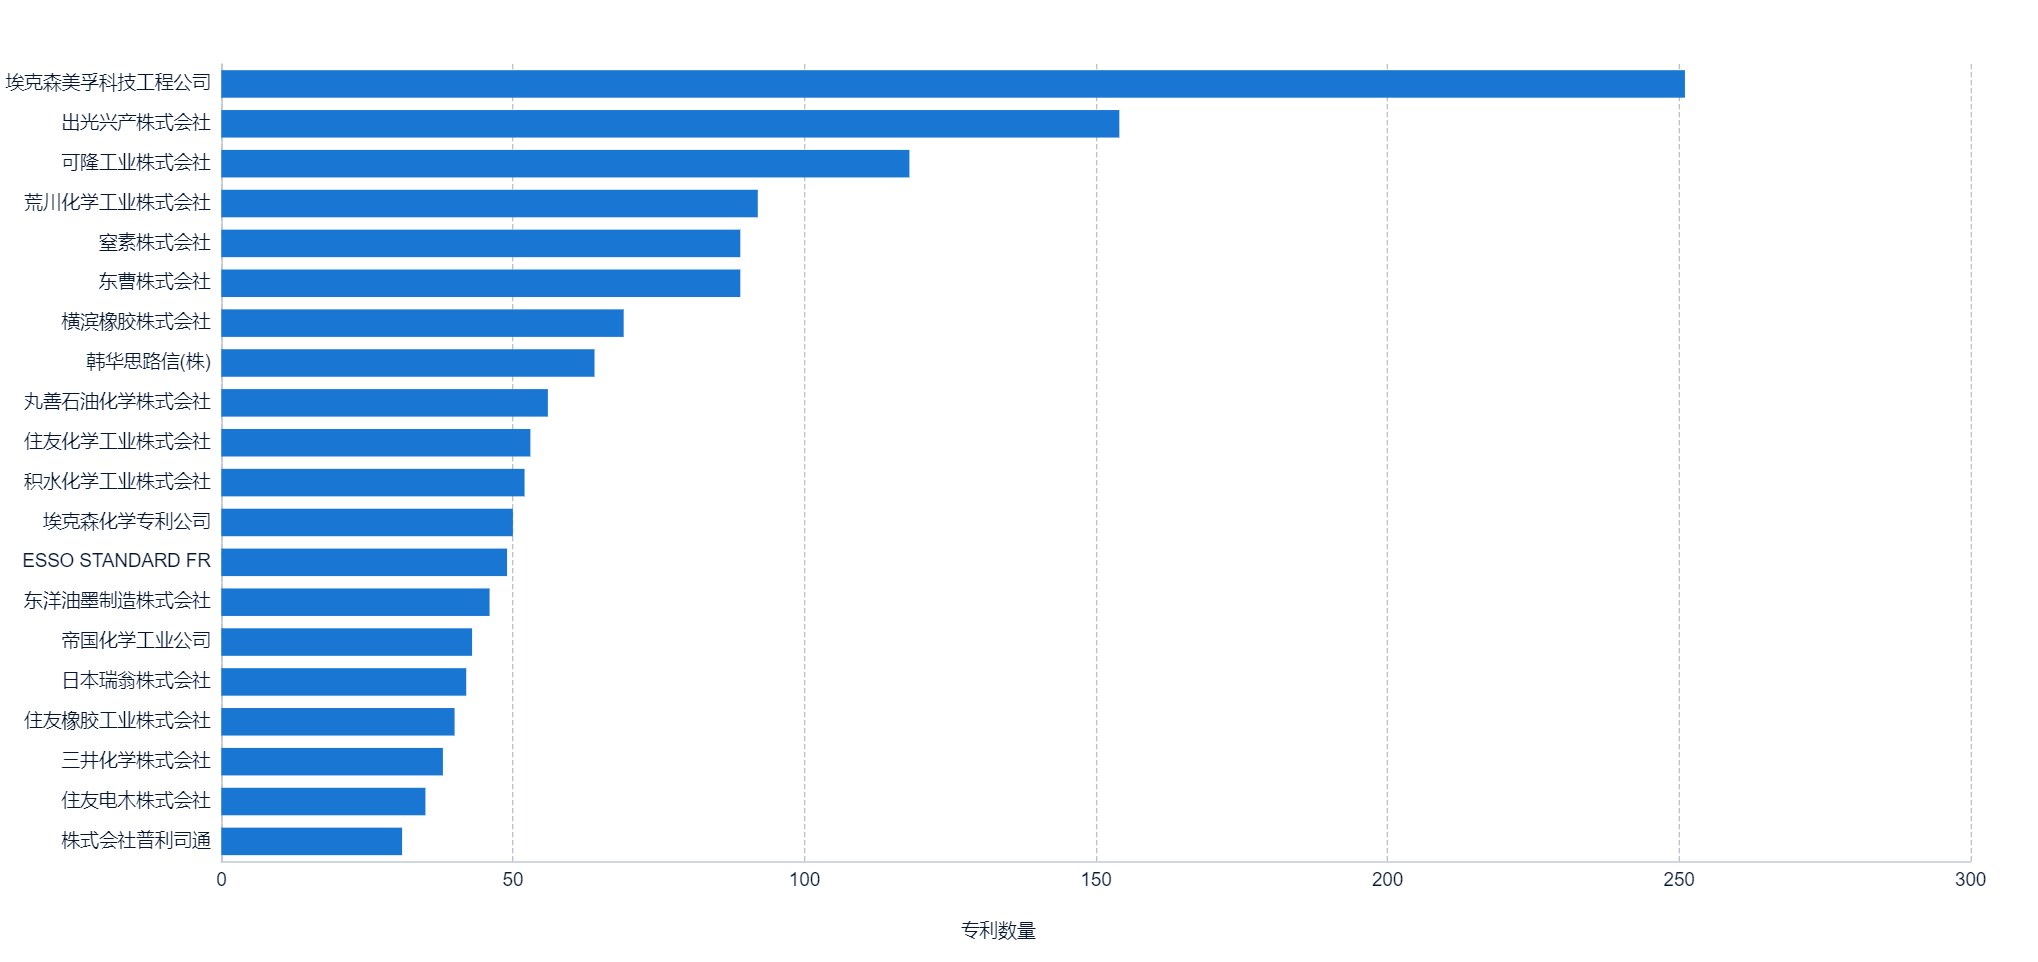 埃克森美孚科技工程公司
出光兴产株式会社
可隆工业株式会社
荒川化学工业株式会社
窒素株式会社
东曹株式会社
横滨橡胶株式会社
韩华思路信(株)
丸善石油化学株式会社
住友化学工业株式会社
积水化学工业株式会社
埃克森化学专利公司
ESSO STANDARD FR
东洋油墨制造株式会社
帝国化学工业公司
日本瑞翁株式会社
住友橡胶工业株式会社
三井化学株式会社
住友电木株式会社
株式会社普利司通
0 50 100 150 200 250 300
专利数量